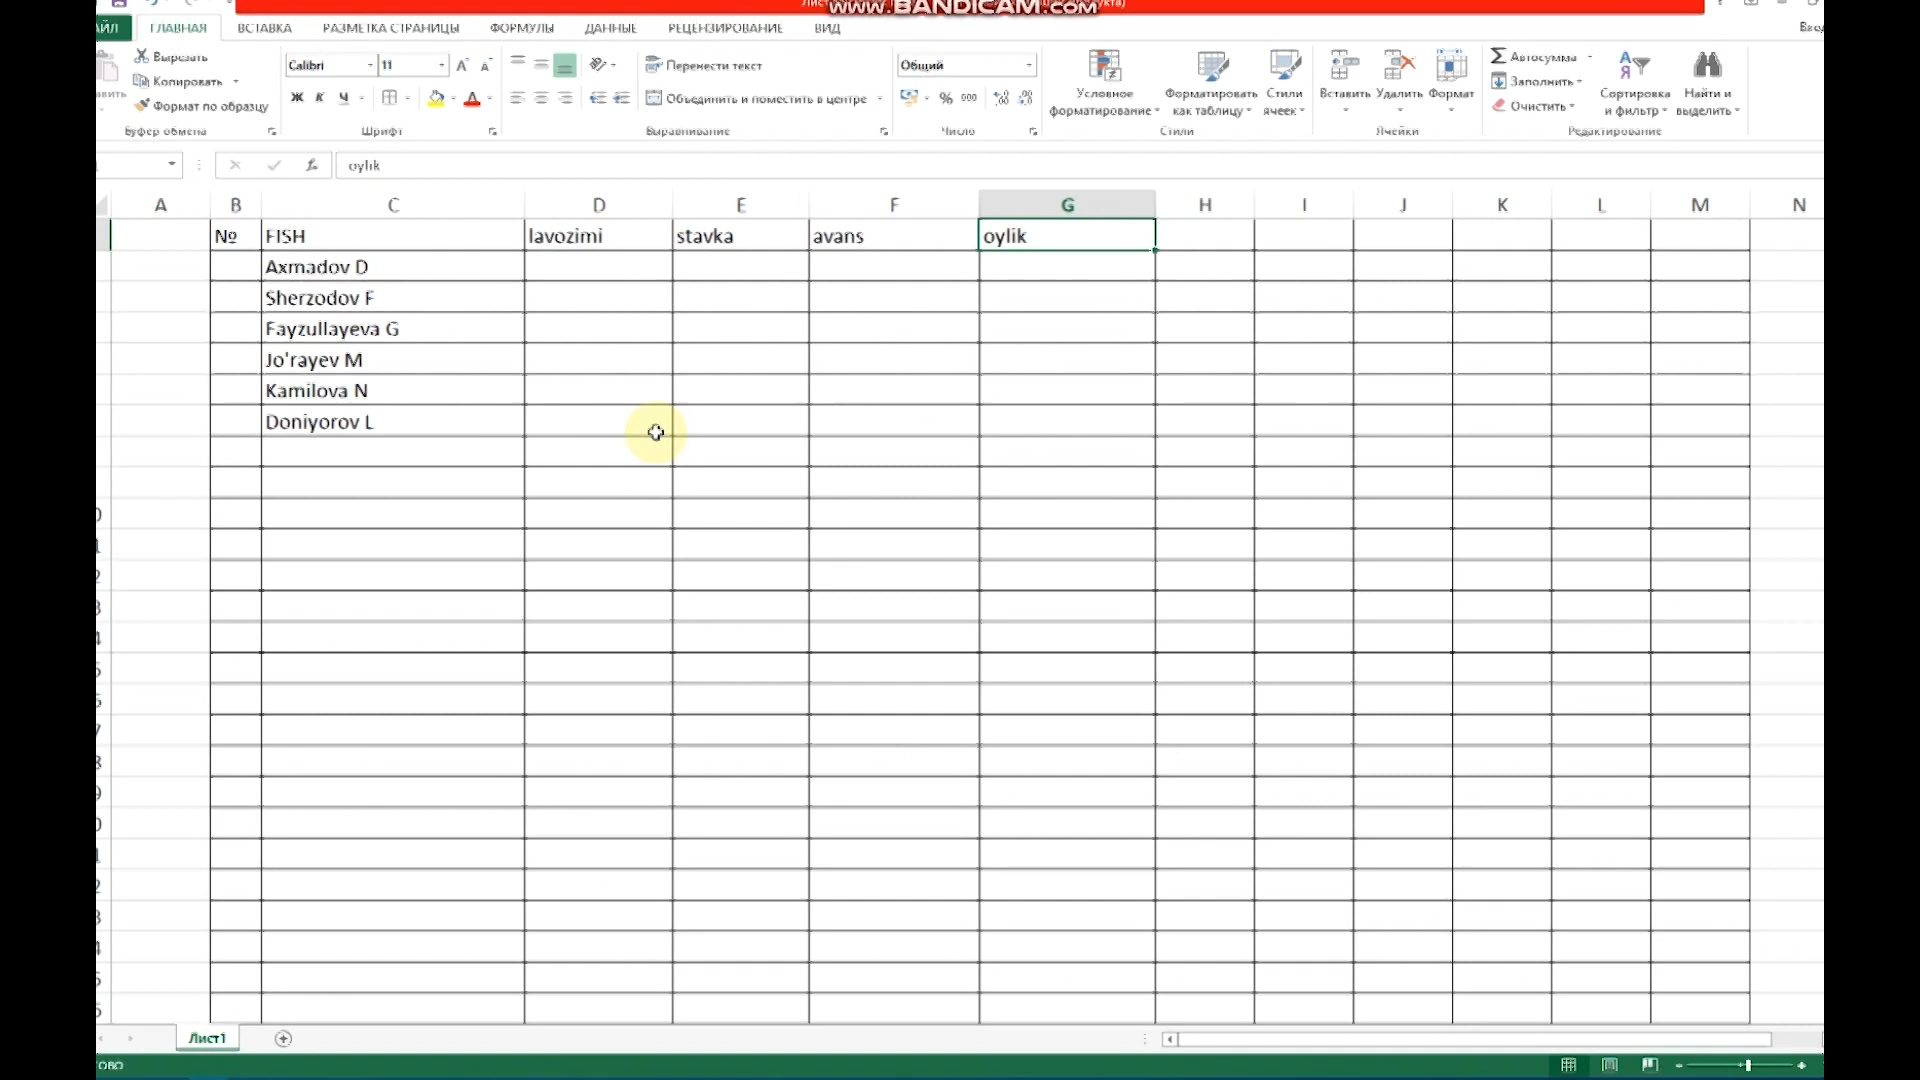 WWW.BANDICAM.COM
ГЛАВНАЯ ВСТАВКА РАЗМЕТКА СТРАНИЦЫ ФОРМУЛЫ ДАННЫЕ РЕЦЕНЗИРОВАНИЕ ВИД
Вырезать
Копировать
Формат по образцу
Буфер обмена
Calibri 11
Ж К Ч
Шрифт
Перенести текст
Объединить и поместить в центре
Выравнивание
Общий
% 000
Число
Условное форматирование
Форматировать как таблицу
Стили ячеек
Стили
Вставить Удалить Формат
Ячейки
Автосумма
Заполнить
Очистить
Сортировка и фильтр
Найти и выделить
Редактирование
oylik
A B C D E F G H I J K L M N
№ FISH lavozimi stavka avans oylik
Axmadov D
Sherzodov F
Fayzullayeva G
Jo'rayev M
Kamilova N
Doniyorov L
Лист1